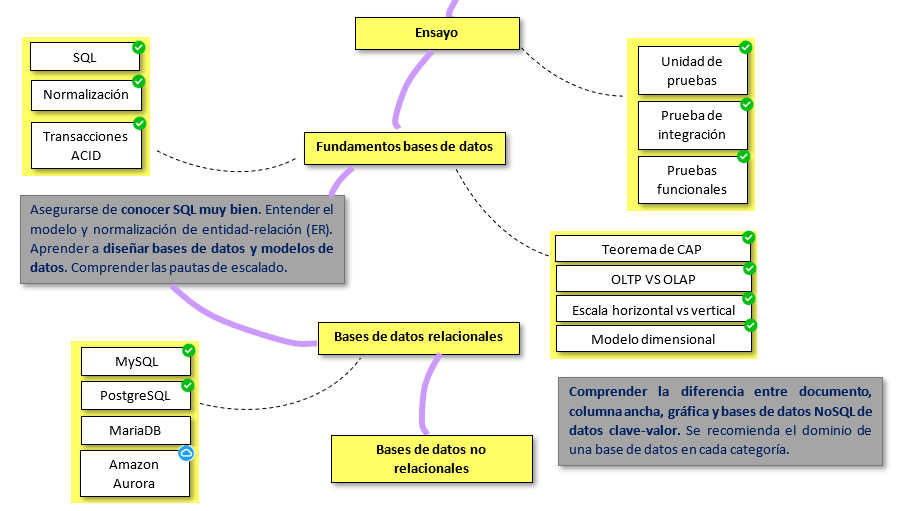 Ensayo
SQL
Normalización
Transacciones
ACID
Unidad de
pruebas
Prueba de
integración
Pruebas
funcionales
Fundamentos bases de datos
Asegurarse de conocer SQL muy bien. Entender el
modelo y normalización de entidad-relación (ER).
Aprender a diseñar bases de datos y modelos de
datos. Comprender las pautas de escalado.
Teorema de CAP
OLTP VS OLAP
Escala horizontal vs vertical
Modelo dimensional
Bases de datos relacionales
MySQL
PostgreSQL
MariaDB
Amazon
Aurora
Comprender la diferencia entre documento,
columna ancha, gráfica y bases de datos NoSQL de
datos clave-valor. Se recomienda el dominio de
una base de datos en cada categoría.
Bases de datos no
relacionales